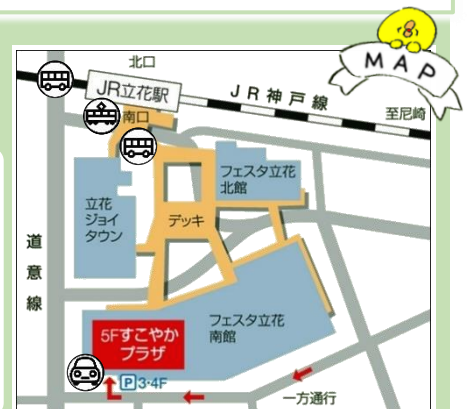 MAP
北口
JR立花駅
JR神戸線
至尼崎
南口
フェスタ立花
北館
立花
ジョイ
タウン
デッキ
道意線
フェスタ立花
南館
5Fすこやか
プラザ
P3・4F
一方通行